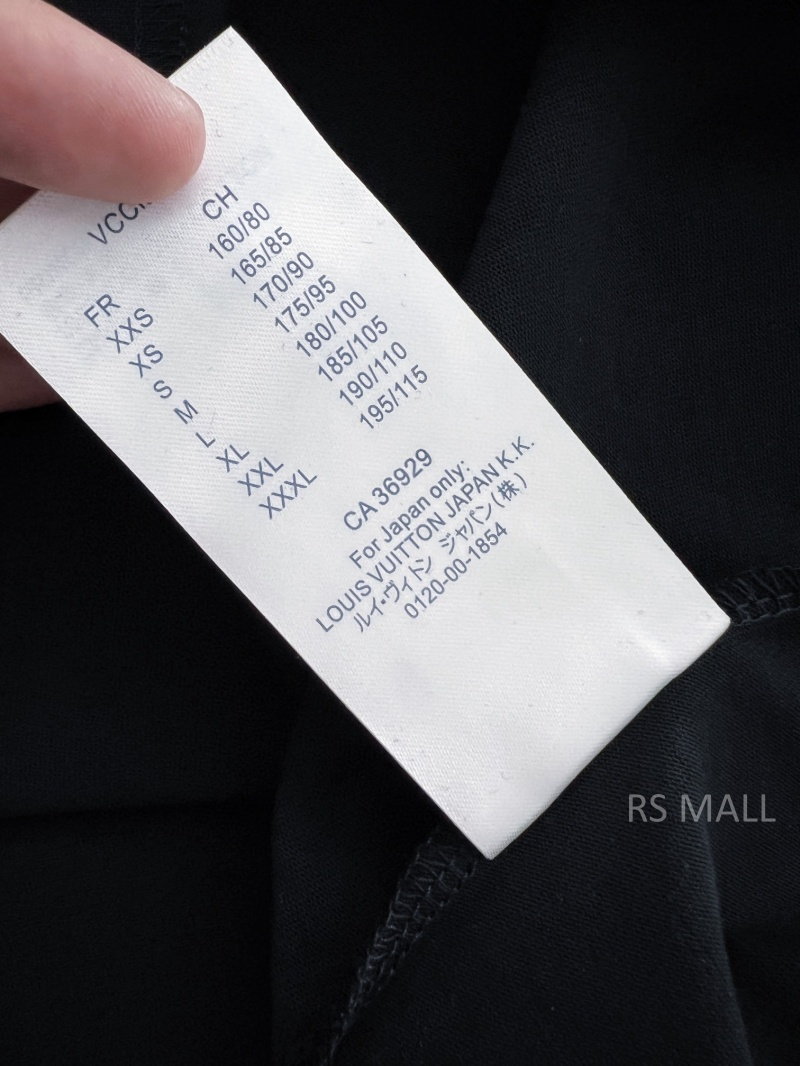 CH
FR 160/80
XXS 165/85
XS 170/90
S 175/95
M 180/100
L 185/105
XL 190/110
XXL 195/115
XXXL
CA 36929
For Japan only:
LOUIS VUITTON JAPAN K.K.
ルイ・ヴィトン ジャパン(株)
0120-00-1854
RS MALL